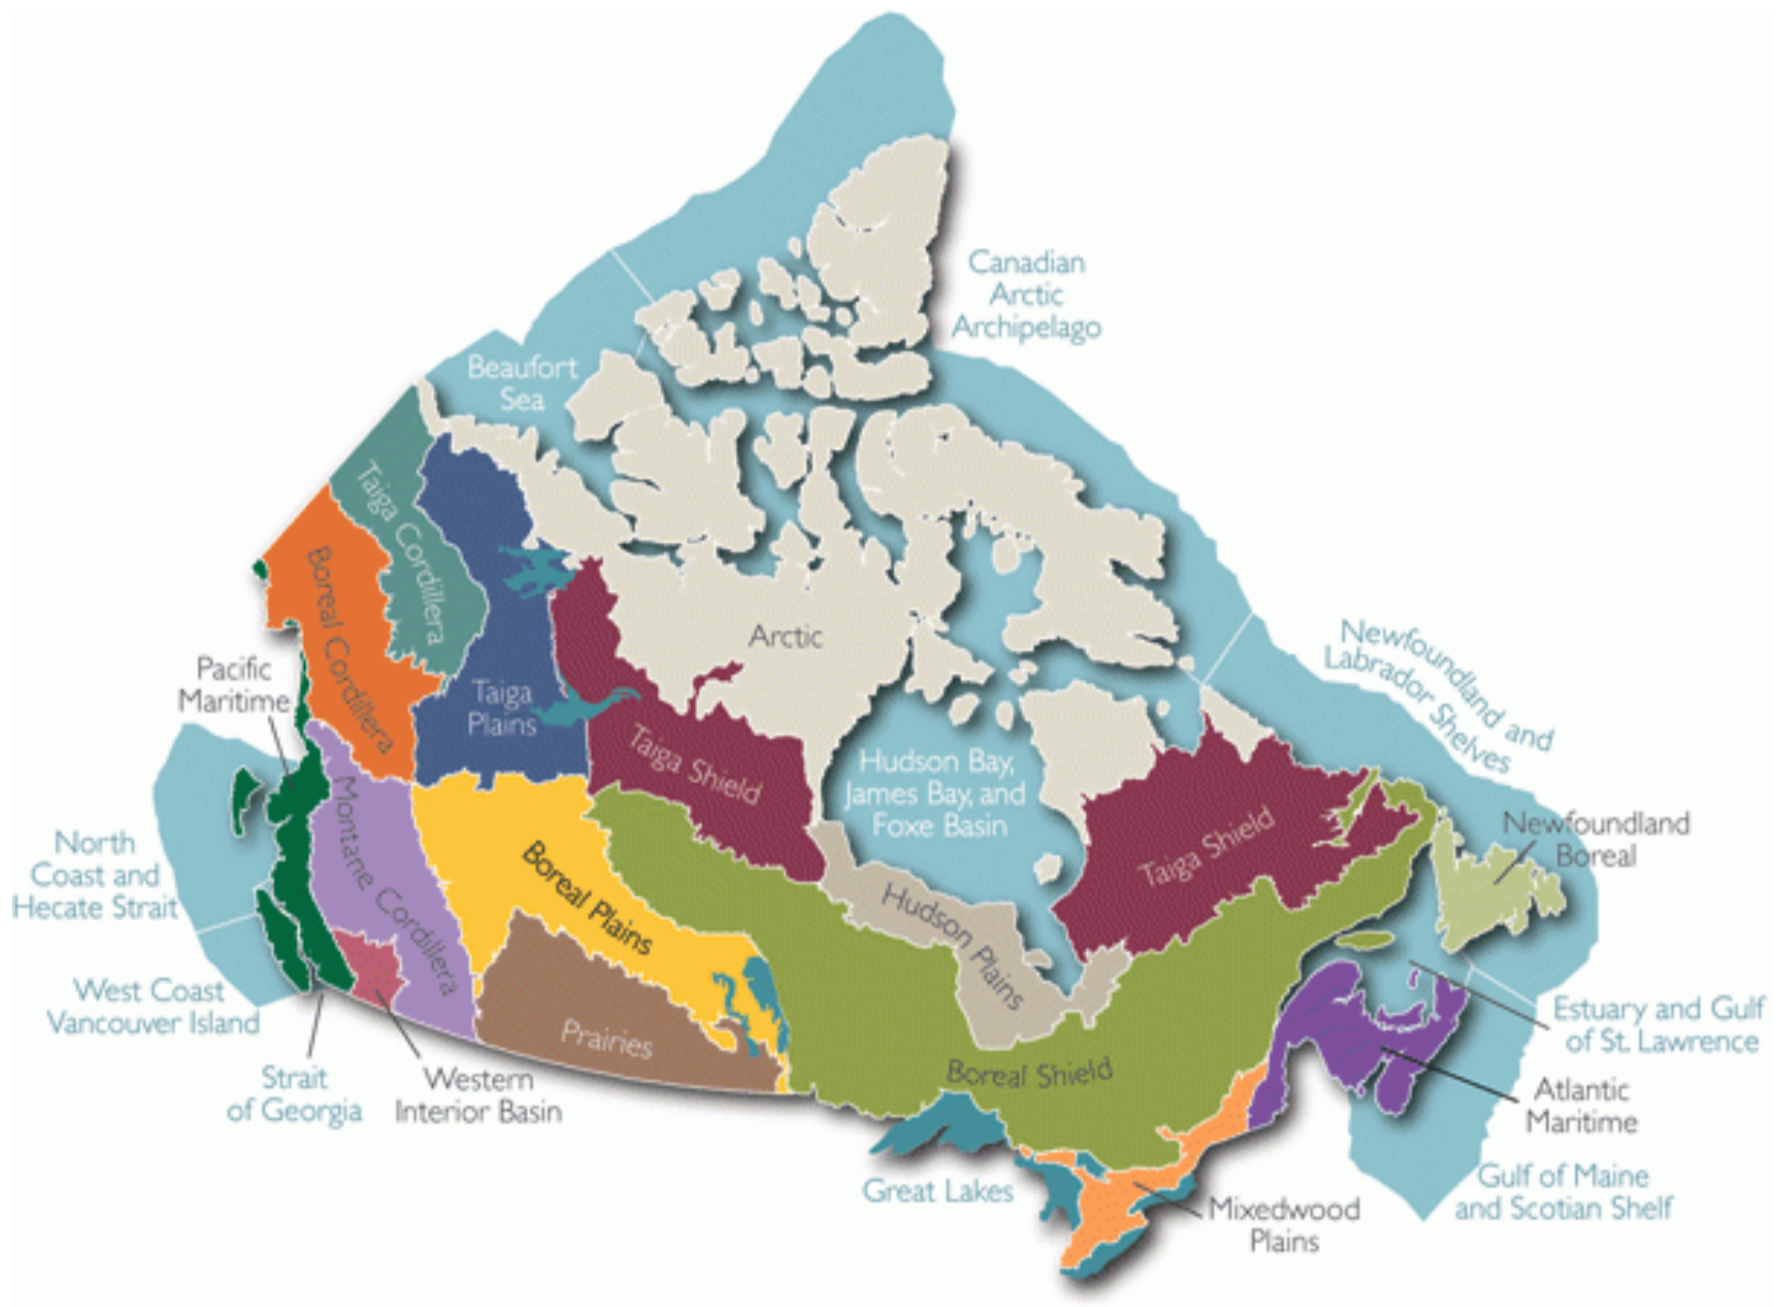 Canadian
Arctic
Archipelago
Beaufort
Sea
Taiga Cordillera
Boreal Cordillera
Arctic
Newfoundland and
Labrador Shelves
Pacific
Maritime
Taiga
Plains
Taiga Shield
Hudson Bay,
James Bay, and
Foxe Basin
Montane Cordillera
Newfoundland
Boreal
North
Coast and
Hecate Strait
Boreal Plains
Taiga Shield
Hudson Plains
West Coast
Vancouver Island
Prairies
Estuary and Gulf
of St. Lawrence
Boreal Shield
Strait
of Georgia
Western
Interior Basin
Atlantic
Maritime
Great Lakes
Gulf of Maine
and Scotian Shelf
Mixedwood
Plains